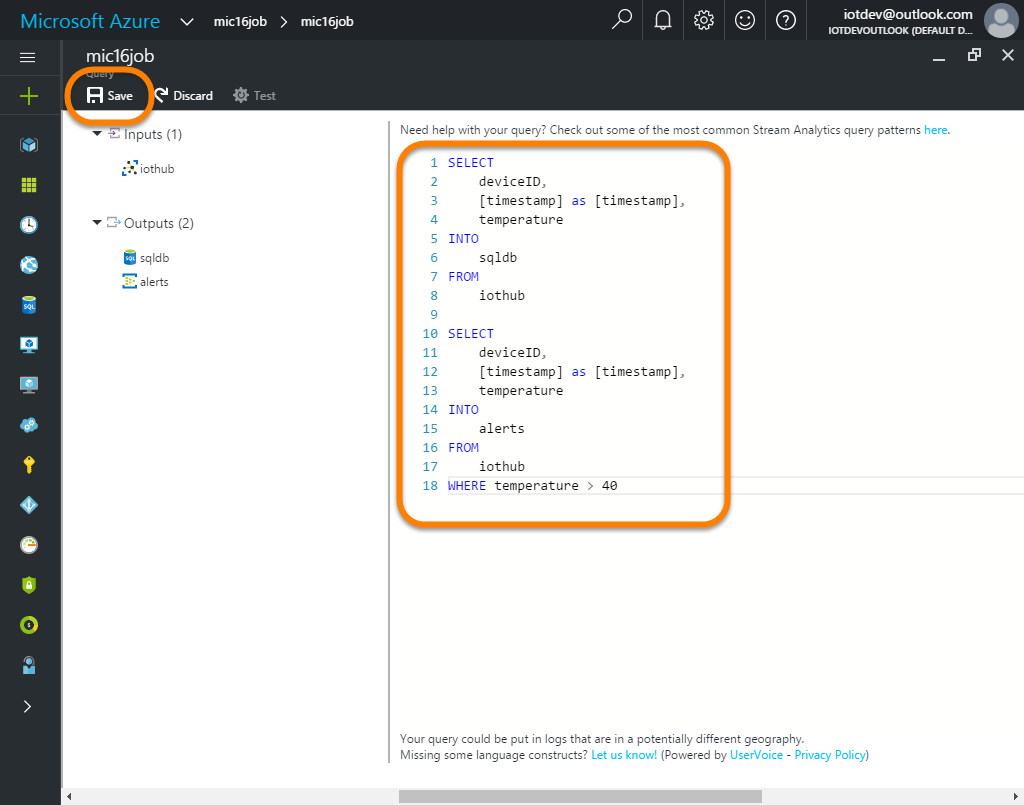 Microsoft Azure mic16job > mic16job iotdev@outlook.com
IOTDEVOUTLOOK (DEFAULT D...
mic16job
Query
Save Discard Test
Inputs (1)
iothub
Outputs (2)
sqldb
alerts
Need help with your query? Check out some of the most common Stream Analytics query patterns here.
1 SELECT
2 deviceID,
3 [timestamp] as [timestamp],
4 temperature
5 INTO
6 sqldb
7 FROM
8 iothub
9
10 SELECT
11 deviceID,
12 [timestamp] as [timestamp],
13 temperature
14 INTO
15 alerts
16 FROM
17 iothub
18 WHERE temperature > 40
Your query could be put in logs that are in a potentially different geography.
Missing some language constructs? Let us know! (Powered by UserVoice - Privacy Policy)